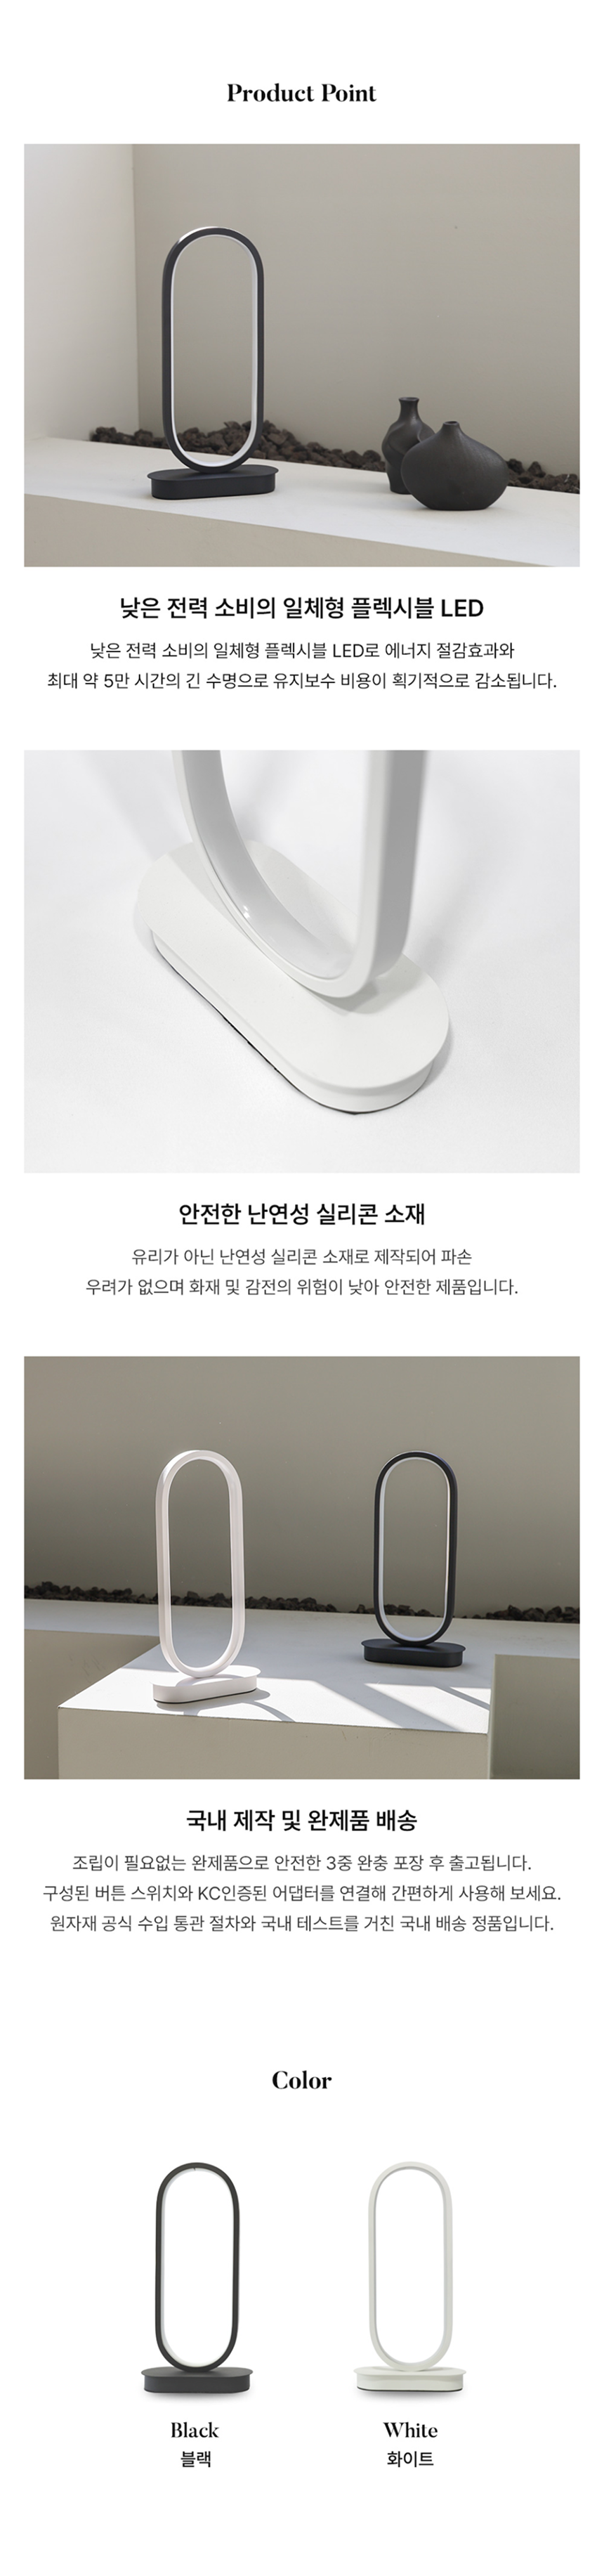 Product Point
낮은 전력 소비의 일체형 플렉시블 LED
낮은 전력 소비의 일체형 플렉시블 LED로 에너지 절감효과와
최대 약 5만 시간의 긴 수명으로 유지보수 비용이 획기적으로 감소됩니다.
안전한 난연성 실리콘 소재
유리가 아닌 난연성 실리콘 소재로 제작되어 파손
우려가 없으며 화재 및 감전의 위험이 낮아 안전한 제품입니다.
국내 제작 및 완제품 배송
조립이 필요없는 완제품으로 안전한 3중 완충 포장 후 출고됩니다.
구성된 버튼 스위치와 KC인증된 어댑터를 연결해 간편하게 사용해 보세요.
원자재 공식 수입 통관 절차와 국내 테스트를 거친 국내 배송 정품입니다.
Color
Black
White
블랙
화이트